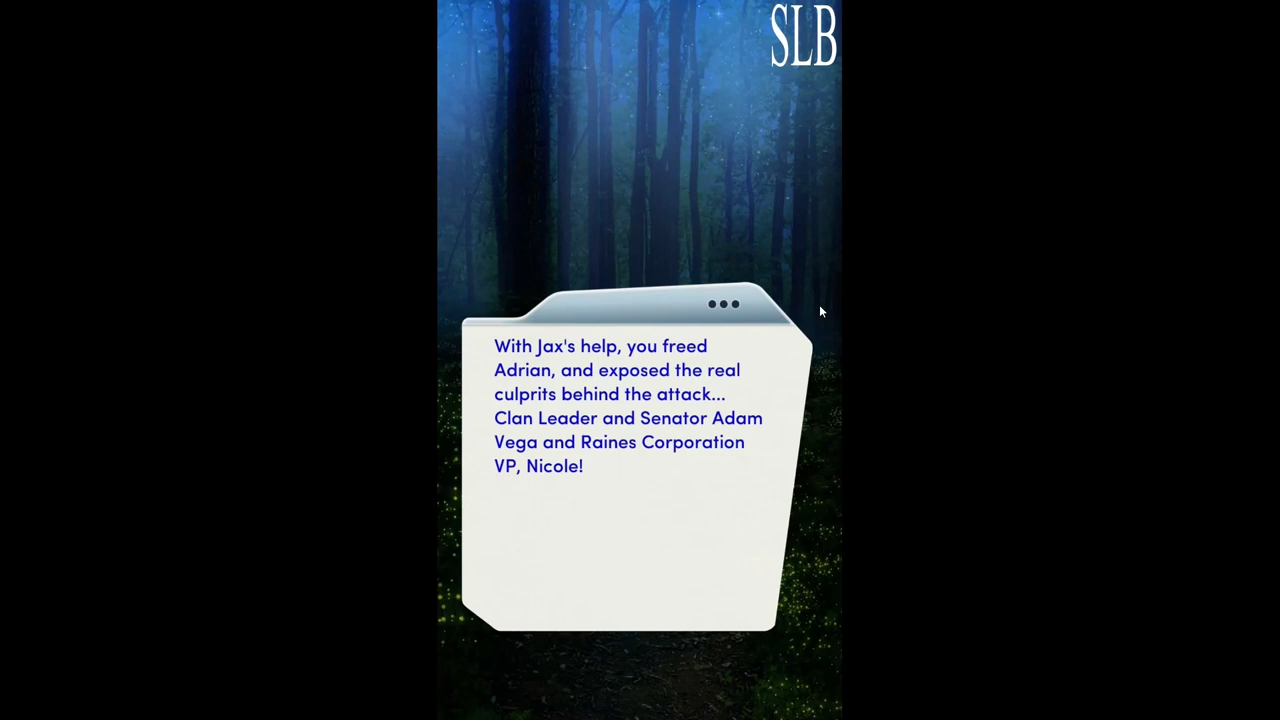 SLB
With Jax's help, you freed
Adrian, and exposed the real
culprits behind the attack...
Clan Leader and Senator Adam
Vega and Raines Corporation
VP, Nicole!